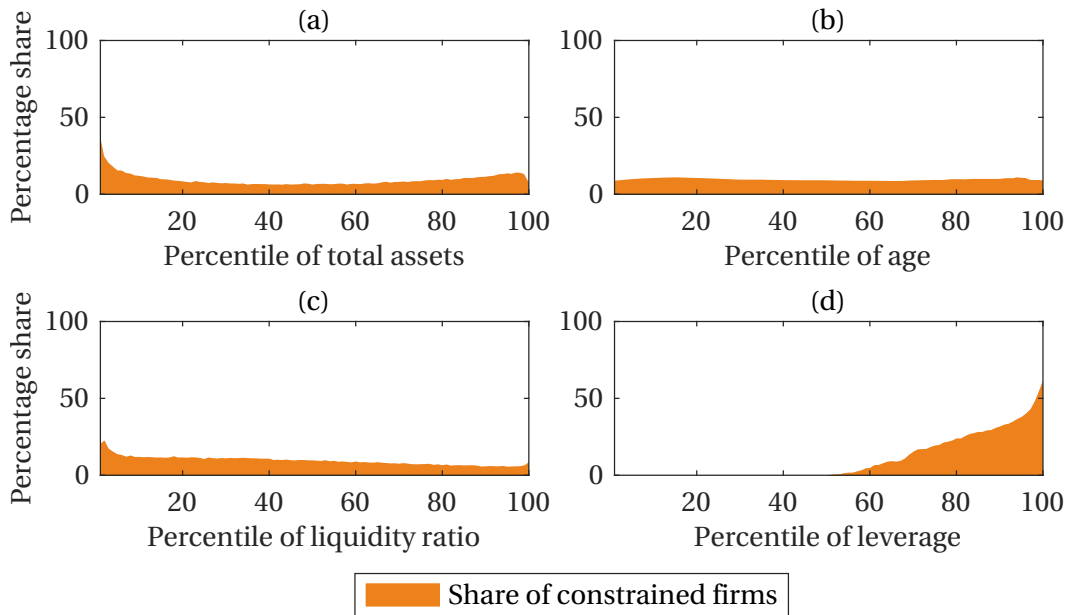 (a)
(b)
Percentage share
100
50
0
20 40 60 80 100
Percentile of total assets
100
50
0
20 40 60 80 100
Percentile of age
(c)
(d)
Percentage share
100
50
0
20 40 60 80 100
Percentile of liquidity ratio
100
50
0
20 40 60 80 100
Percentile of leverage
Share of constrained firms